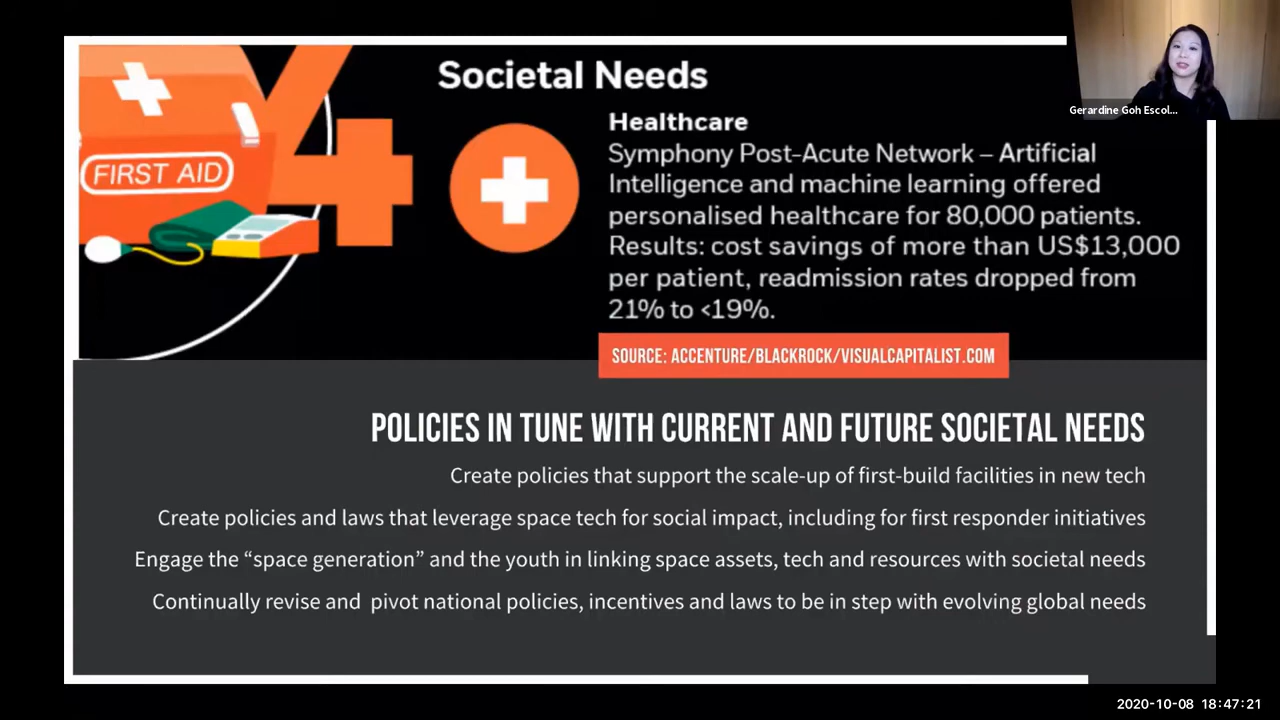 Societal Needs
Gerardine Goh Escol...
Healthcare
Symphony Post-Acute Network – Artificial
Intelligence and machine learning offered
personalised healthcare for 80,000 patients.
Results: cost savings of more than US$13,000
per patient, readmission rates dropped from
21% to <19%.
FIRST AID
4
SOURCE: ACCENTURE/BLACKROCK/VISUALCAPITALIST.COM
POLICIES IN TUNE WITH CURRENT AND FUTURE SOCIETAL NEEDS
Create policies that support the scale-up of first-build facilities in new tech
Create policies and laws that leverage space tech for social impact, including for first responder initiatives
Engage the “space generation” and the youth in linking space assets, tech and resources with societal needs
Continually revise and  pivot national policies, incentives and laws to be in step with evolving global needs
2020-10-08 18:47:21